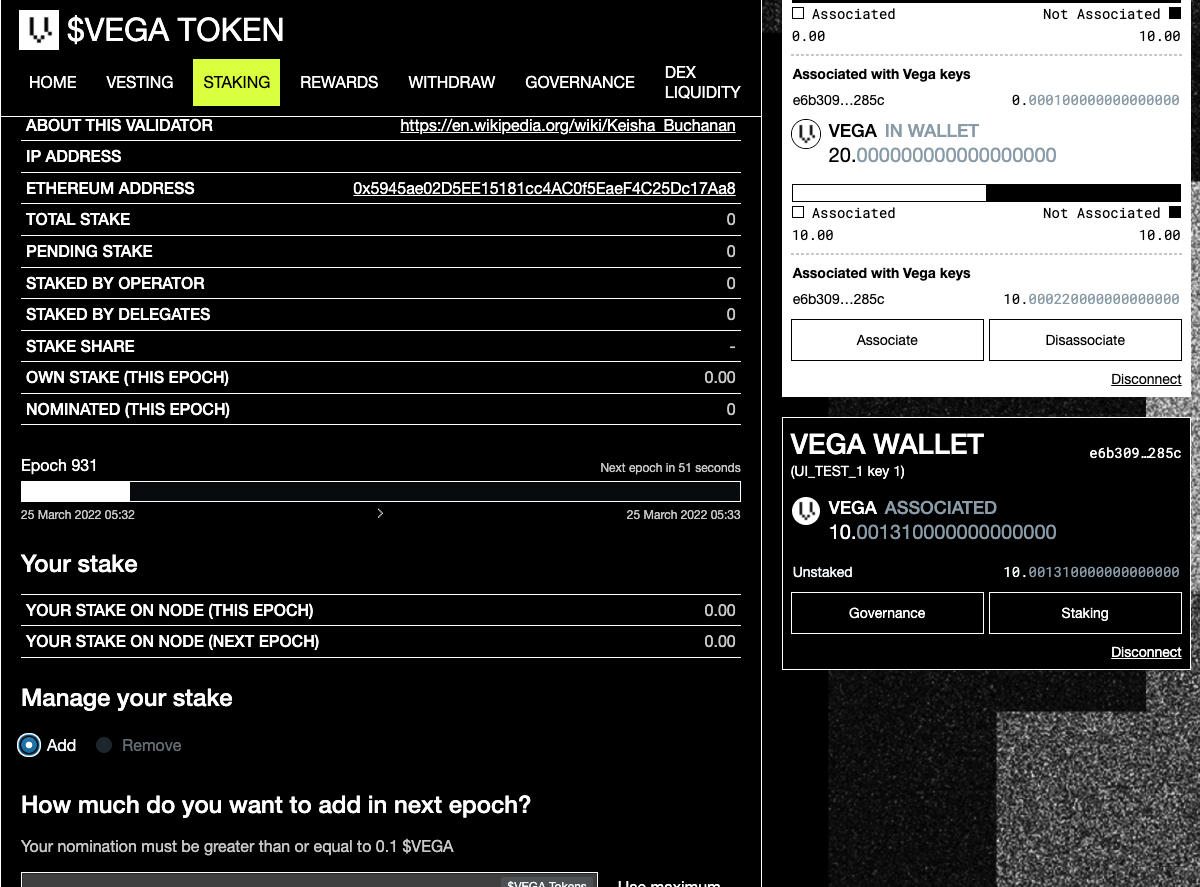 $VEGA TOKEN
HOME VESTING STAKING REWARDS WITHDRAW GOVERNANCE DEX LIQUIDITY
ABOUT THIS VALIDATOR https://en.wikipedia.org/wiki/Keisha_Buchanan
IP ADDRESS
ETHEREUM ADDRESS 0x5945ae02D5EE15181cc4AC0f5EaeF4C25Dc17Aa8
TOTAL STAKE 0
PENDING STAKE 0
STAKED BY OPERATOR 0
STAKED BY DELEGATES 0
STAKE SHARE -
OWN STAKE (THIS EPOCH) 0.00
NOMINATED (THIS EPOCH) 0
Epoch 931 Next epoch in 51 seconds
25 March 2022 05:32 > 25 March 2022 05:33
Your stake
YOUR STAKE ON NODE (THIS EPOCH) 0.00
YOUR STAKE ON NODE (NEXT EPOCH) 0.00
Manage your stake
Add Remove
How much do you want to add in next epoch?
Your nomination must be greater than or equal to 0.1 $VEGA
$VEGA Tokens Use maximum
Associated Not Associated
0.00 10.00
Associated with Vega keys
e6b309…285c 0.000100000000000000
VEGA IN WALLET
20.000000000000000000
Associated Not Associated
10.00 10.00
Associated with Vega keys
e6b309…285c 10.000220000000000000
Associate Disassociate
Disconnect
VEGA WALLET e6b309…285c
(UI_TEST_1 key 1)
VEGA ASSOCIATED
10.001310000000000000
Unstaked 10.001310000000000000
Governance Staking
Disconnect